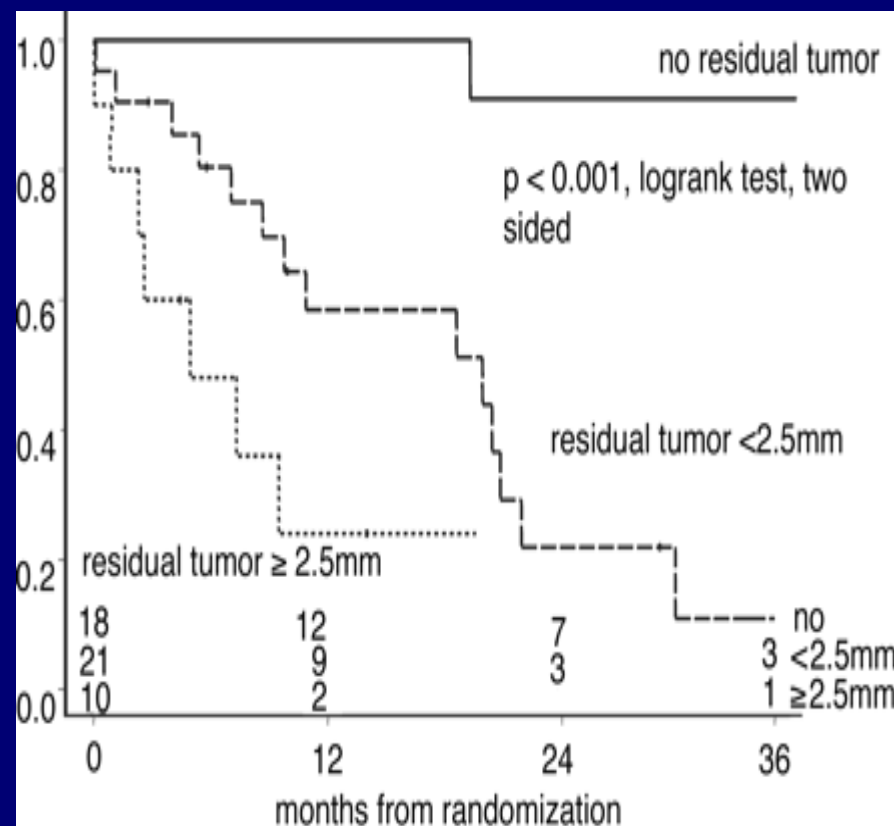 1.0
no residual tumor
p < 0.001, logrank test, two
sided
0.8
0.6
0.4
residual tumor <2.5mm
residual tumor ≥ 2.5mm
0.2
18 12 7 no
21 9 3 3 <2.5mm
0.0 10 2 1 ≥2.5mm
0 12 24 36
months from randomization